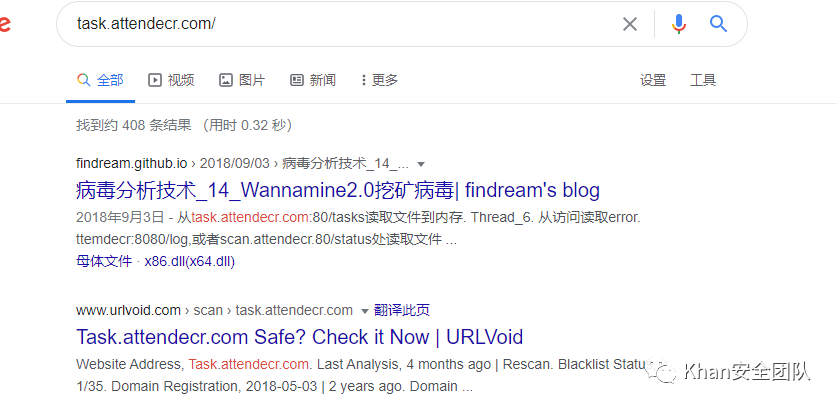 task.attendecr.com/
全部 视频 图片 新闻 更多 设置 工具
找到约 408 条结果 （用时 0.32 秒）
findream.github.io › 2018/09/03 › 病毒分析技术_14_...
病毒分析技术_14_Wannamine2.0挖矿病毒| findream's blog
2018年9月3日 - 从task.attendecr.com:80/tasks读取文件到内存. Thread_6. 从访问读取error.
ttemdecr:8080/log,或者scan.attendecr.80/status处读取文件 ...
母体文件 · x86.dll(x64.dll)
www.urlvoid.com › scan › task.attendecr.com 翻译此页
Task.attendecr.com Safe? Check it Now | URLVoid
Website Address, Task.attendecr.com. Last Analysis, 4 months ago | Rescan. Blacklist Statu
1/35. Domain Registration, 2018-05-03 | 2 years ago. Domain ...
Khan安全团队